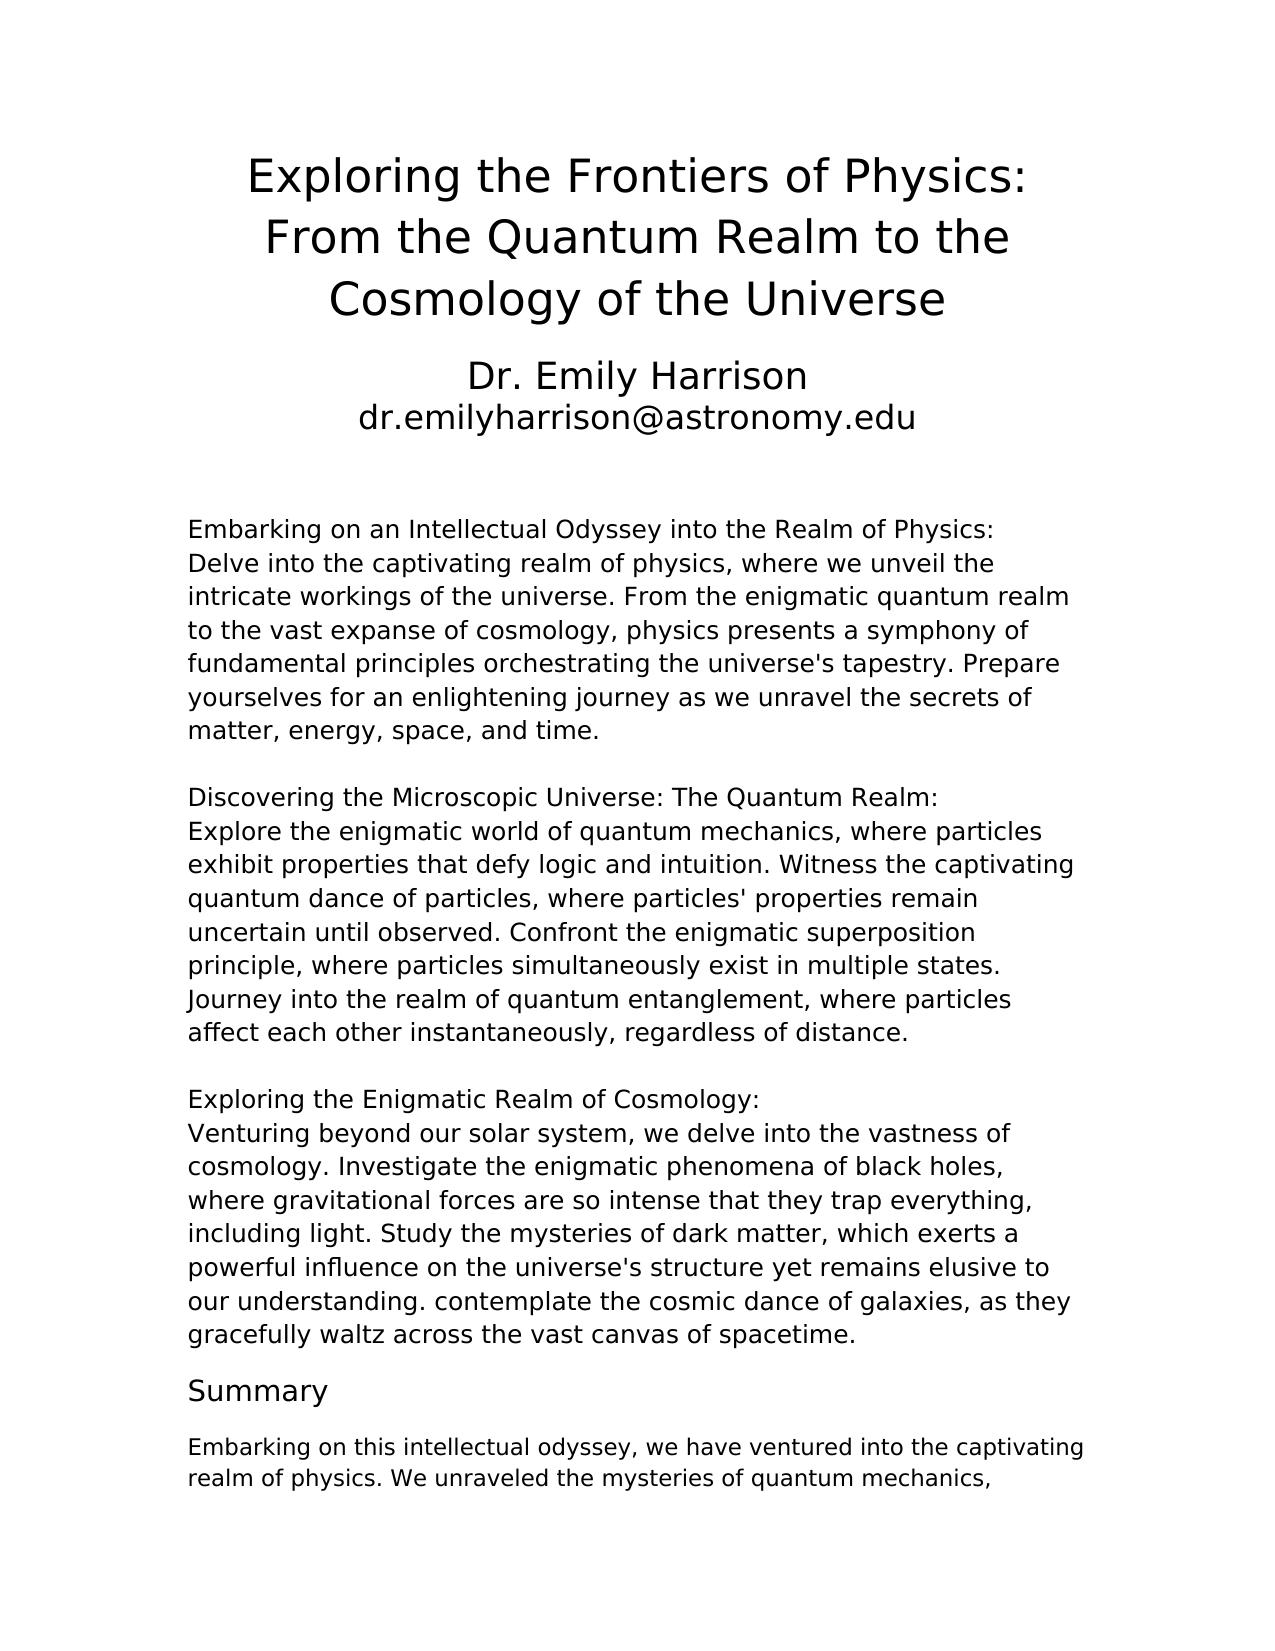 Exploring the Frontiers of Physics:
From the Quantum Realm to the
Cosmology of the Universe
Dr. Emily Harrison
dr.emilyharrison@astronomy.edu
Embarking on an Intellectual Odyssey into the Realm of Physics:
Delve into the captivating realm of physics, where we unveil the
intricate workings of the universe. From the enigmatic quantum realm
to the vast expanse of cosmology, physics presents a symphony of
fundamental principles orchestrating the universe's tapestry. Prepare
yourselves for an enlightening journey as we unravel the secrets of
matter, energy, space, and time.
Discovering the Microscopic Universe: The Quantum Realm:
Explore the enigmatic world of quantum mechanics, where particles
exhibit properties that defy logic and intuition. Witness the captivating
quantum dance of particles, where particles' properties remain
uncertain until observed. Confront the enigmatic superposition
principle, where particles simultaneously exist in multiple states.
Journey into the realm of quantum entanglement, where particles
affect each other instantaneously, regardless of distance.
Exploring the Enigmatic Realm of Cosmology:
Venturing beyond our solar system, we delve into the vastness of
cosmology. Investigate the enigmatic phenomena of black holes,
where gravitational forces are so intense that they trap everything,
including light. Study the mysteries of dark matter, which exerts a
powerful influence on the universe's structure yet remains elusive to
our understanding. contemplate the cosmic dance of galaxies, as they
gracefully waltz across the vast canvas of spacetime.
Summary
Embarking on this intellectual odyssey, we have ventured into the captivating
realm of physics. We unraveled the mysteries of quantum mechanics,